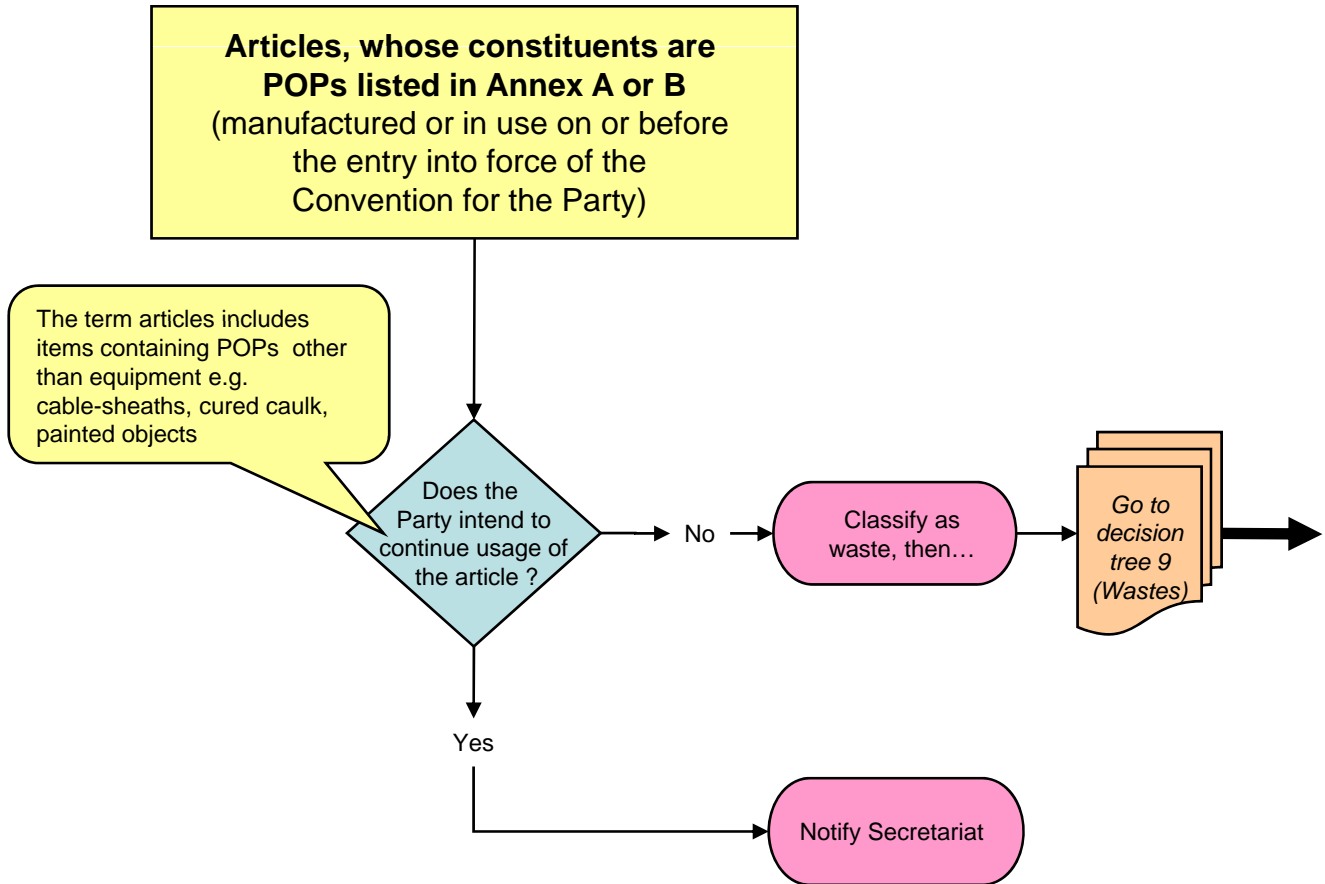 Articles, whose constituents are
POPs listed in Annex A or B
(manufactured or in use on or before
the entry into force of the
Convention for the Party)
The term articles includes
items containing POPs  other
than equipment e.g.
cable-sheaths, cured caulk,
painted objects
Does the
Party intend to
continue usage of
the article ?
No
Classify as
waste, then…
Go to
decision
tree 9
(Wastes)
Yes
Notify Secretariat